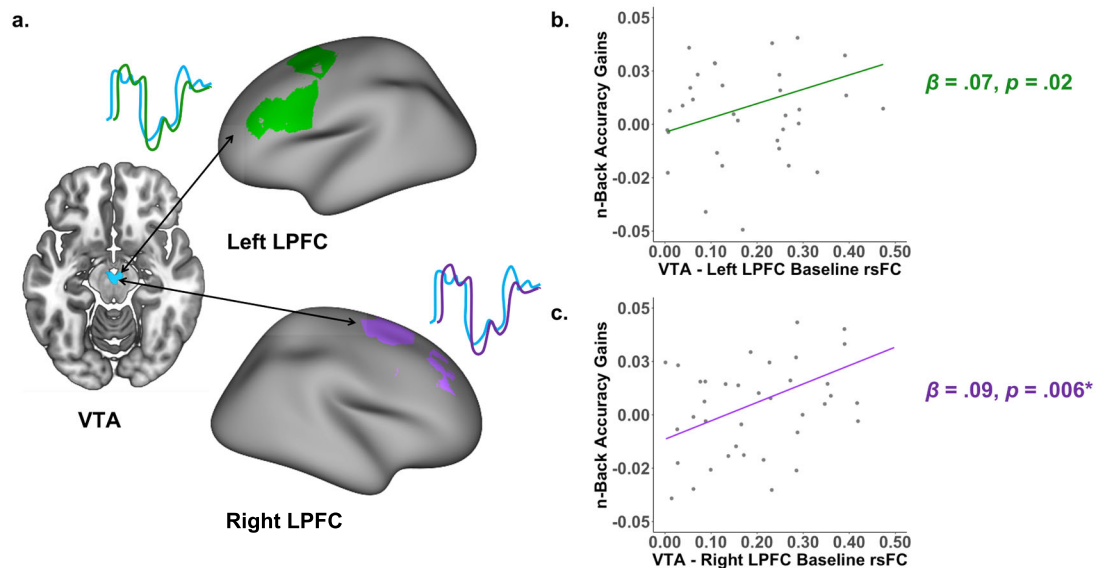 a.
Left LPFC
VTA
Right LPFC
b.
n-Back Accuracy Gains
0.05
0.03
0.00
-0.02
-0.05
0.00 0.10 0.20 0.30 0.40 0.50
VTA - Left LPFC Baseline rsFC
β = .07, p = .02
c.
n-Back Accuracy Gains
0.05
0.03
0.00
-0.02
-0.05
0.00 0.10 0.20 0.30 0.40 0.50
VTA - Right LPFC Baseline rsFC
β = .09, p = .006*